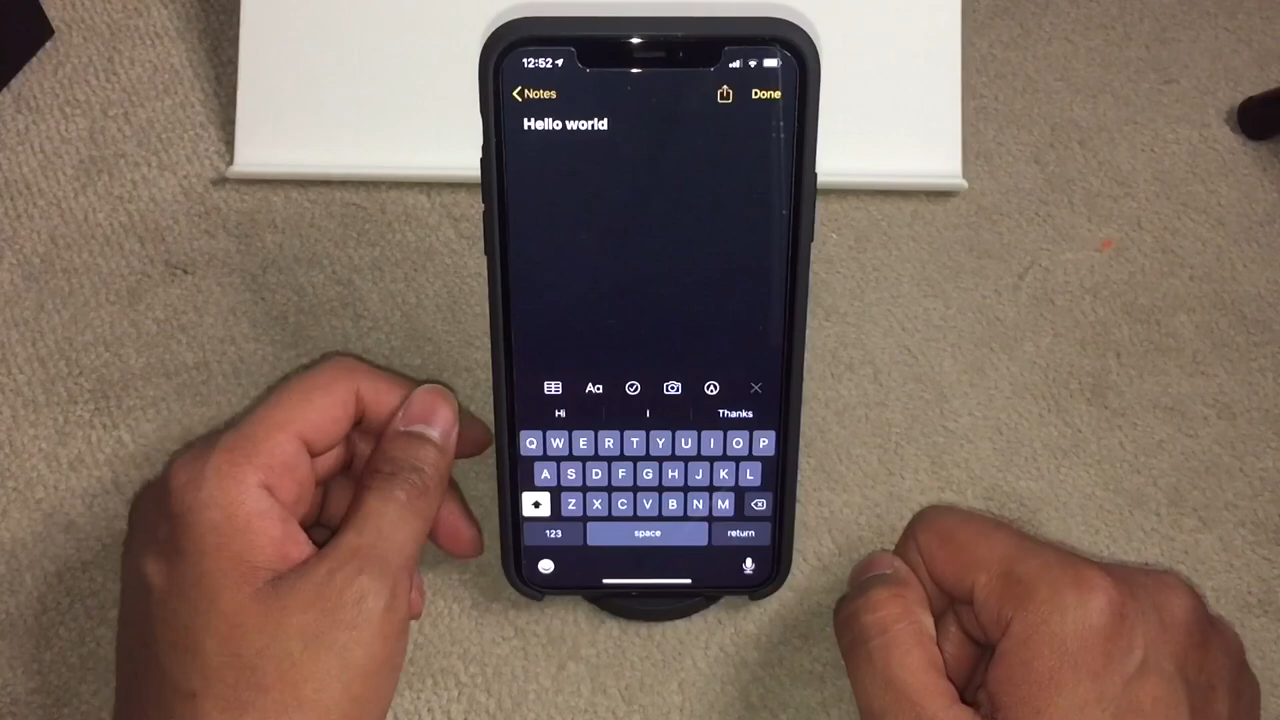 12:52
Notes Done
Hello world
Aa
Hi I Thanks
Q W E R T Y U I O P
A S D F G H J K L
Z X C V B N M
123 space return